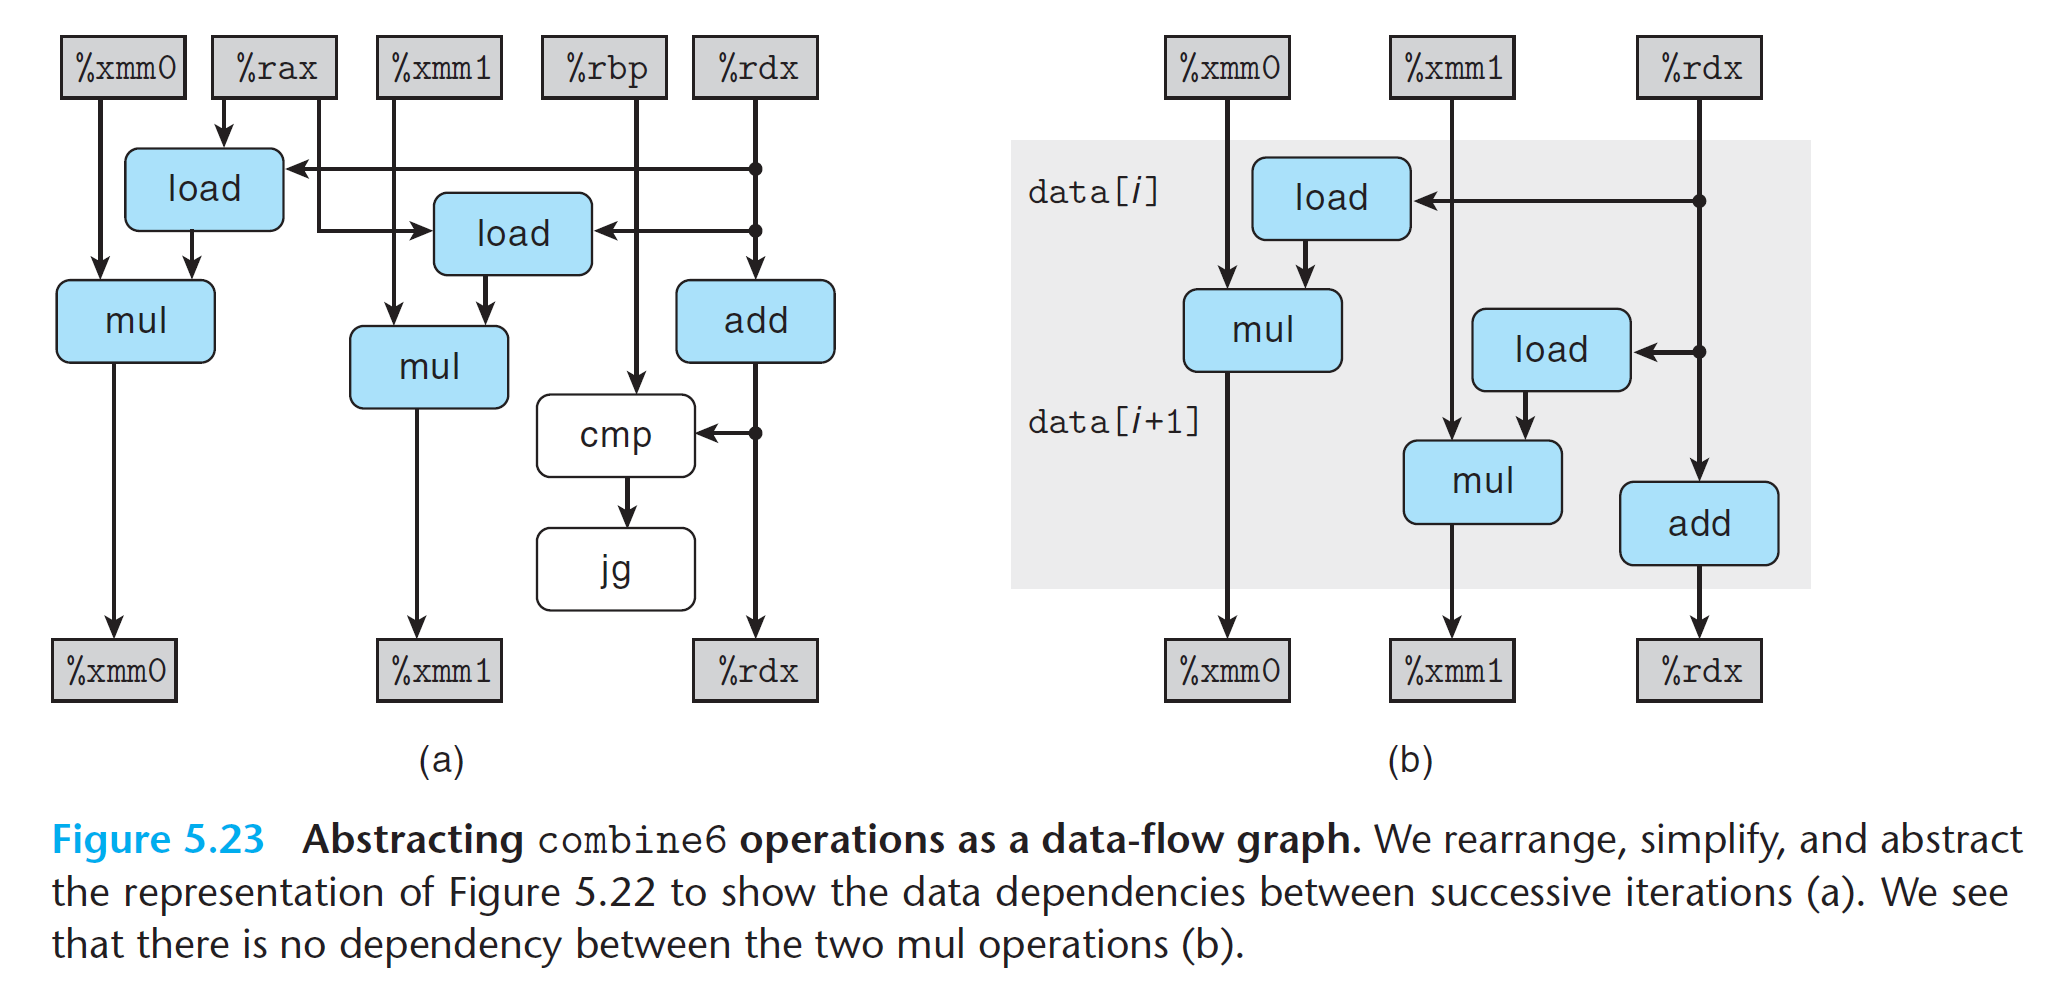 %xmm0 %rax %xmm1 %rbp %rdx
load
load
mul
add
mul
cmp
jg
%xmm0 %xmm1 %rdx
(a)
%xmm0 %xmm1 %rdx
data[i]
load
mul
load
data[i+1]
mul
add
%xmm0 %xmm1 %rdx
(b)
Figure 5.23 Abstracting combine6 operations as a data-flow graph. We rearrange, simplify, and abstract
the representation of Figure 5.22 to show the data dependencies between successive iterations (a). We see
that there is no dependency between the two mul operations (b).